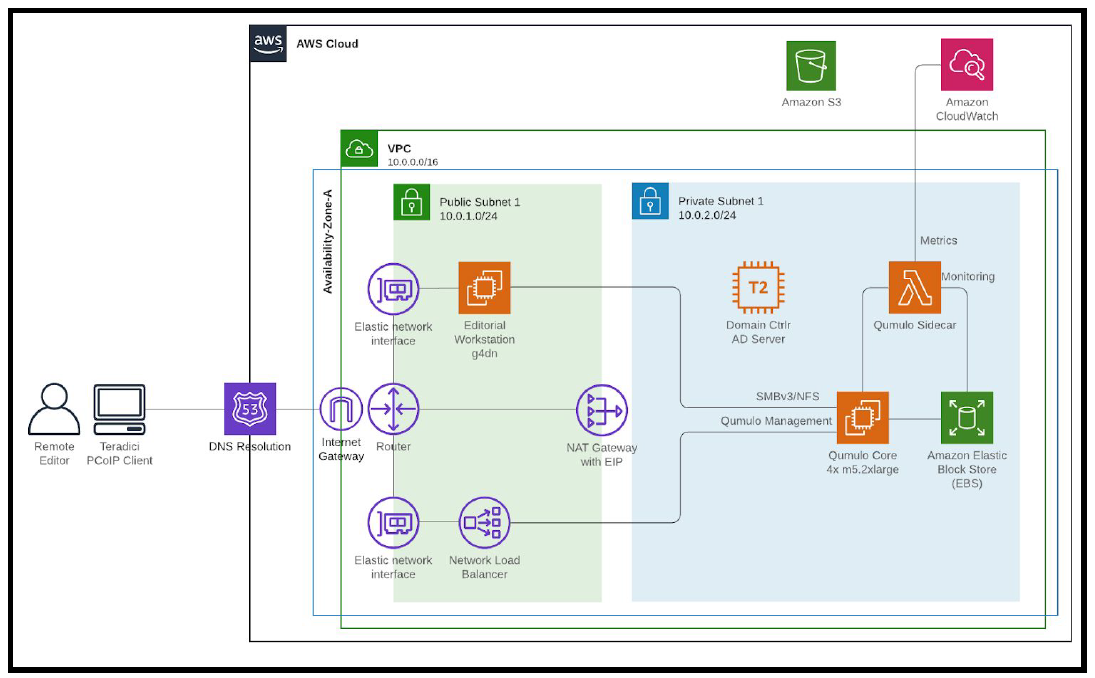 aws
AWS Cloud
Amazon S3
Amazon
CloudWatch
VPC
10.0.0.0/16
Availability-Zone-A
Public Subnet 1
10.0.1.0/24
Private Subnet 1
10.0.2.0/24
Metrics
Monitoring
Elastic network
interface
Editorial
Workstation
g4dn
T2
Domain Ctrlr
AD Server
Qumulo Sidecar
Remote
Editor
Teradici
PCoIP Client
53
DNS Resolution
Internet
Gateway
Router
NAT Gateway
with EIP
SMBv3/NFS
Qumulo Management
Qumulo Core
4x m5.2xlarge
Amazon Elastic
Block Store
(EBS)
Elastic network
interface
Network Load
Balancer